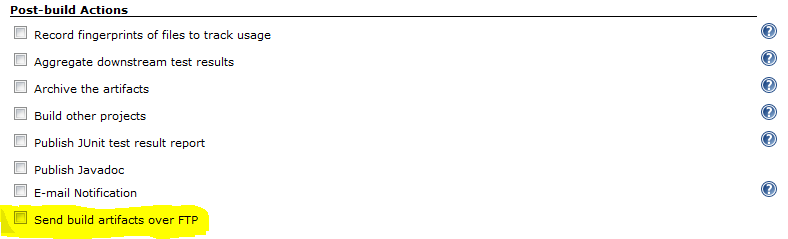 Post-build Actions
Record fingerprints of files to track usage
Aggregate downstream test results
Archive the artifacts
Build other projects
Publish JUnit test result report
Publish Javadoc
E-mail Notification
Send build artifacts over FTP